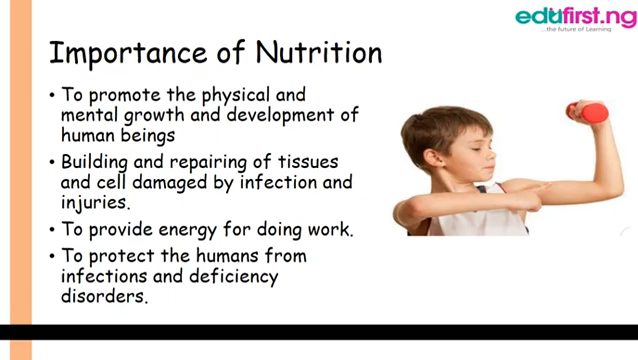 edufirst.ng
...the future of Learning
Importance of Nutrition
• To promote the physical and
mental growth and development of
human beings
• Building and repairing of tissues
and cell damaged by infection and
injuries.
• To provide energy for doing work.
• To protect the humans from
infections and deficiency
disorders.